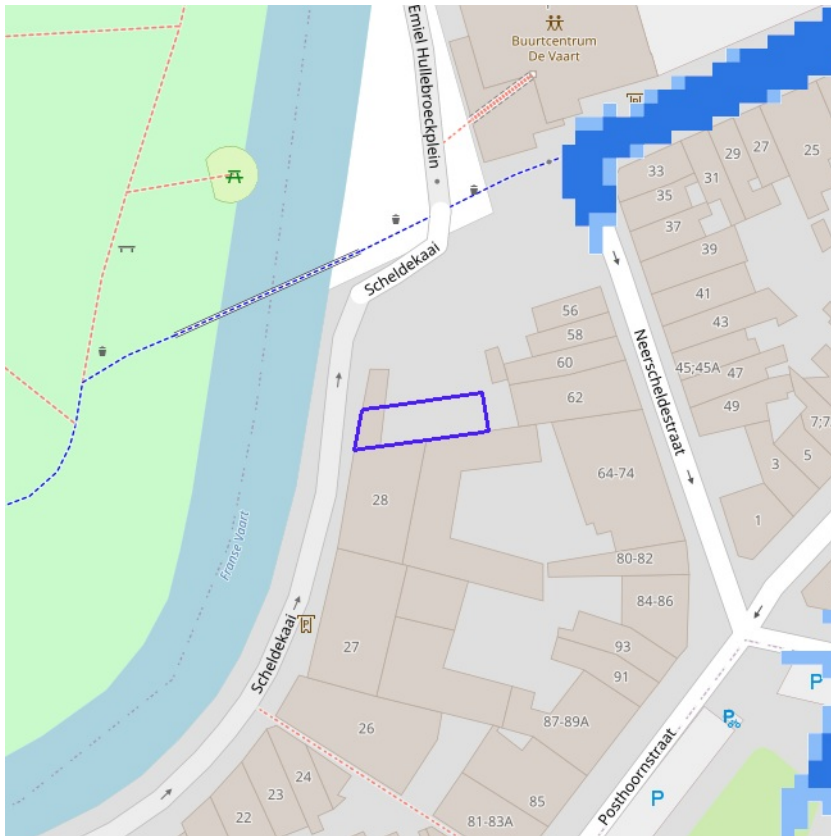 Emiel Hullebroeckplein
Buurtcentrum
De Vaart
33
35
37
31
29
27
25
39
41
43
45;45A
47
49
7;7
5
3
1
Scheldekaai
56
58
60
62
Neerscheldestraat
64-74
28
80-82
84-86
93
91
87-89A
Franse Vaart
Scheldekaai
P
27
26
24
23
22
85
81-83A
Posthoornstraat
P
P
P